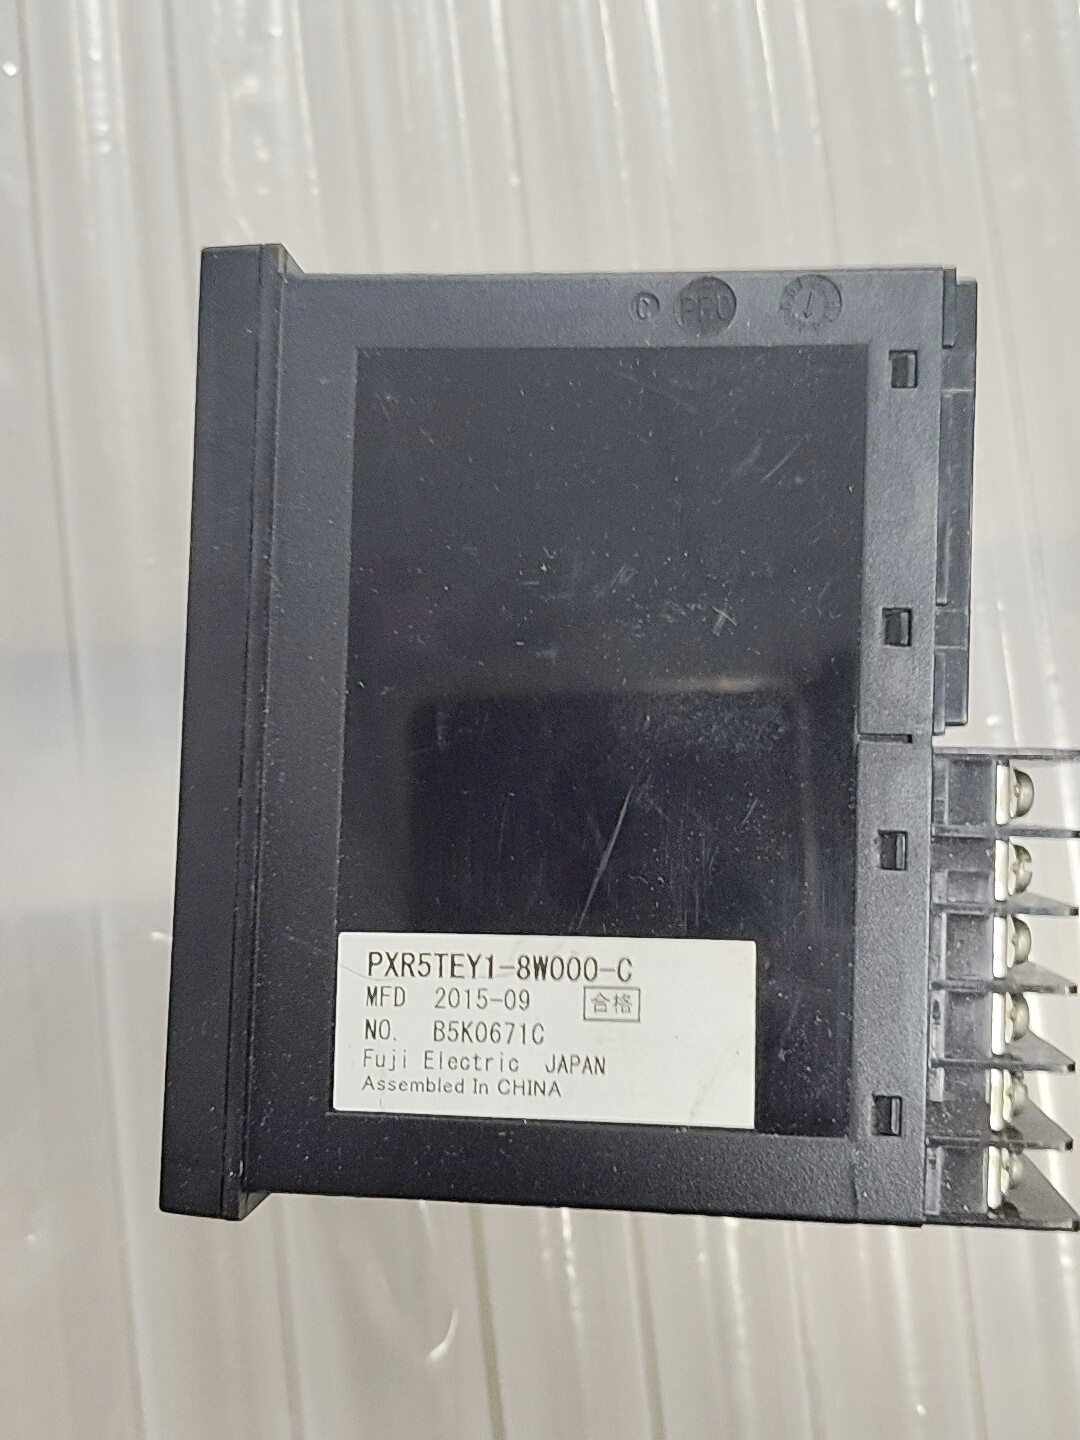 PXR5TEY1-8W000-C
MFD 2015-09 合格
NO. B5K0671C
Fuji Electric JAPAN
Assembled In CHINA